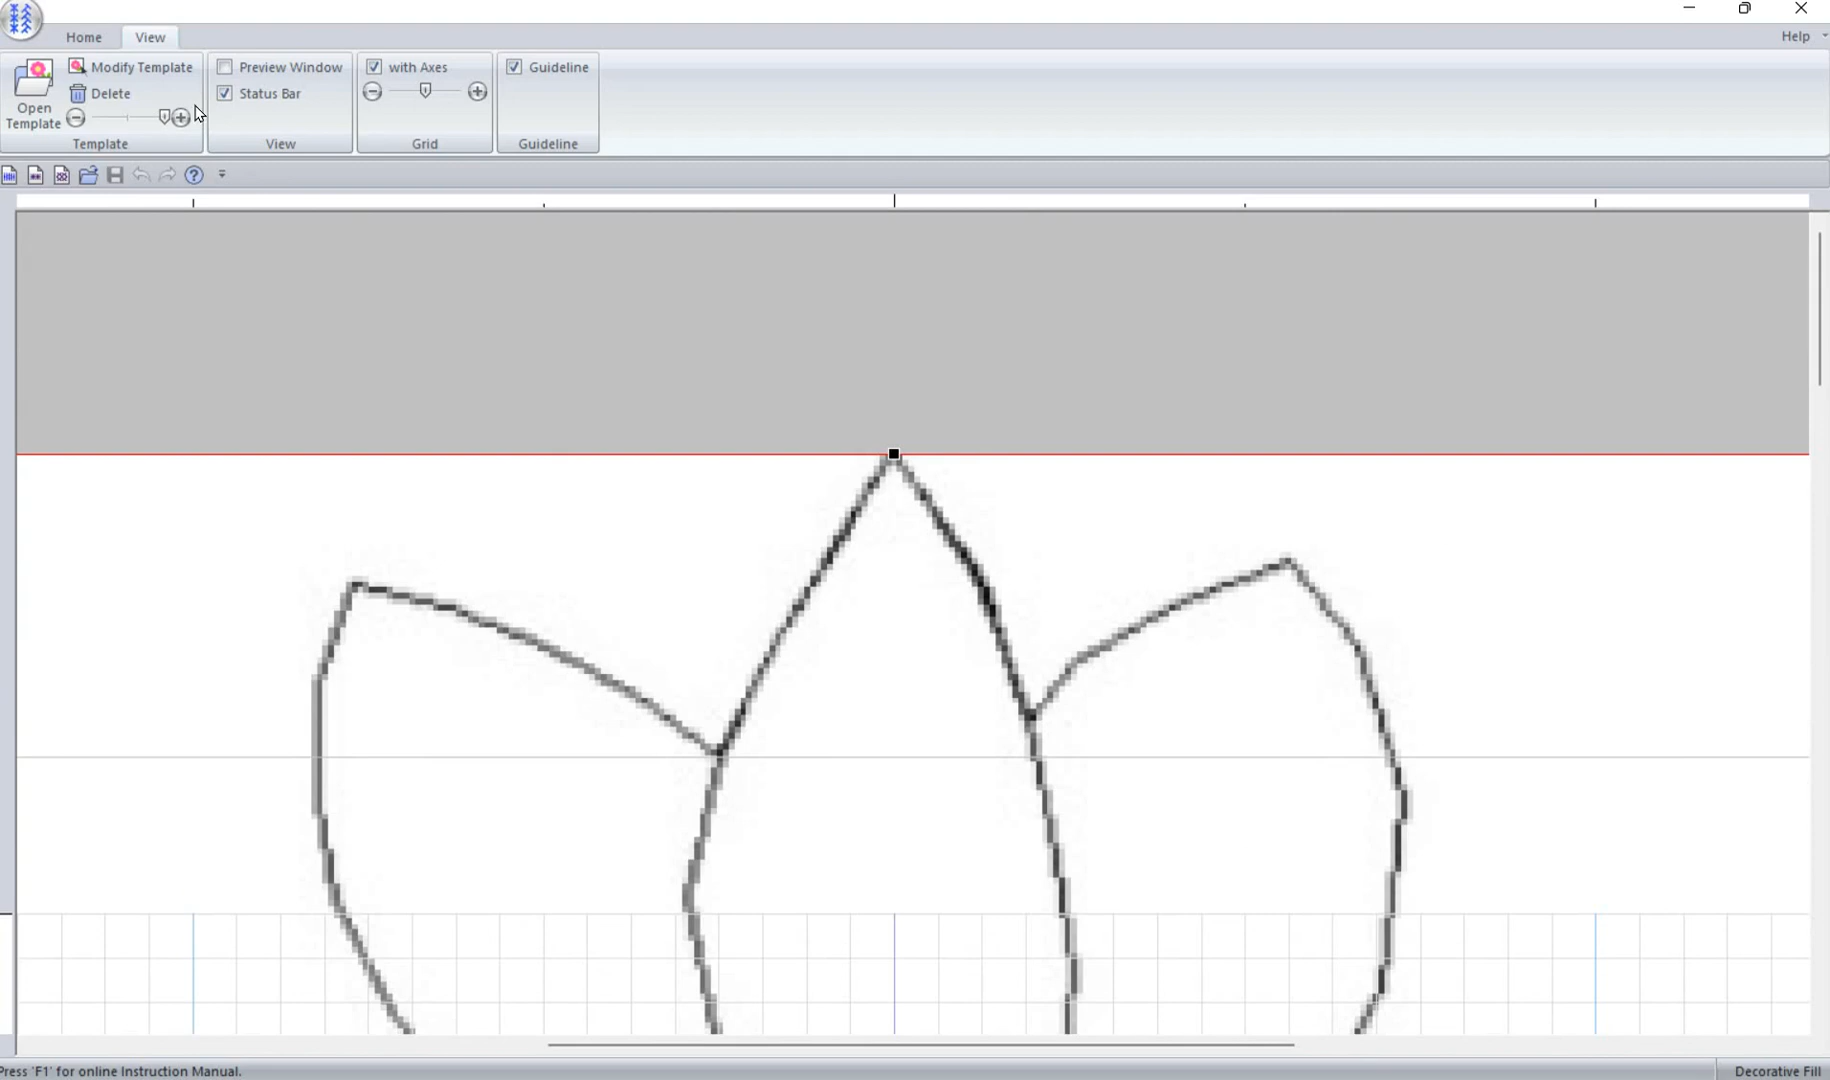 Home View Help
Open Template
Modify Template
Delete
Template
Preview Window
Status Bar
View
with Axes
Grid
Guideline
Guideline
Press 'F1' for online Instruction Manual.
Decorative Fill